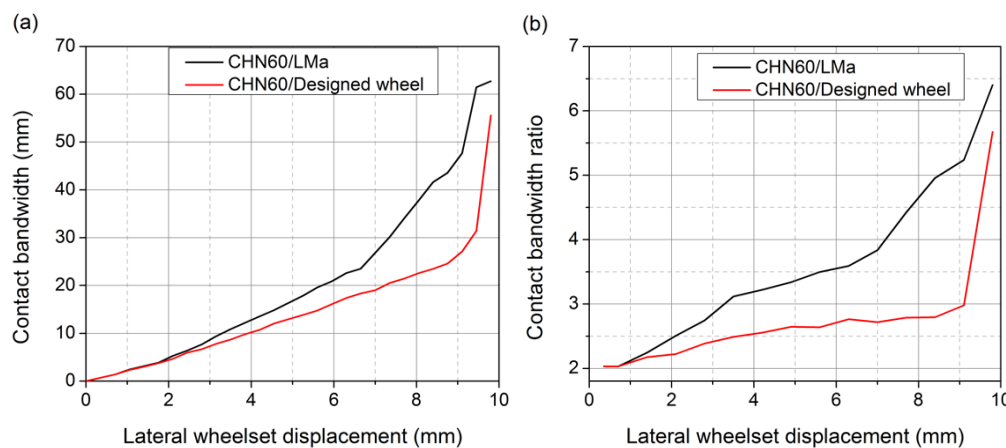 (a)
70
60
50
40
30
20
10
0
Contact bandwidth (mm)
CHN60/LMa
CHN60/Designed wheel
0 2 4 6 8 10
Lateral wheelset displacement (mm)
(b)
7
6
5
4
3
2
Contact bandwidth ratio
CHN60/LMa
CHN60/Designed wheel
0 2 4 6 8 10
Lateral wheelset displacement (mm)